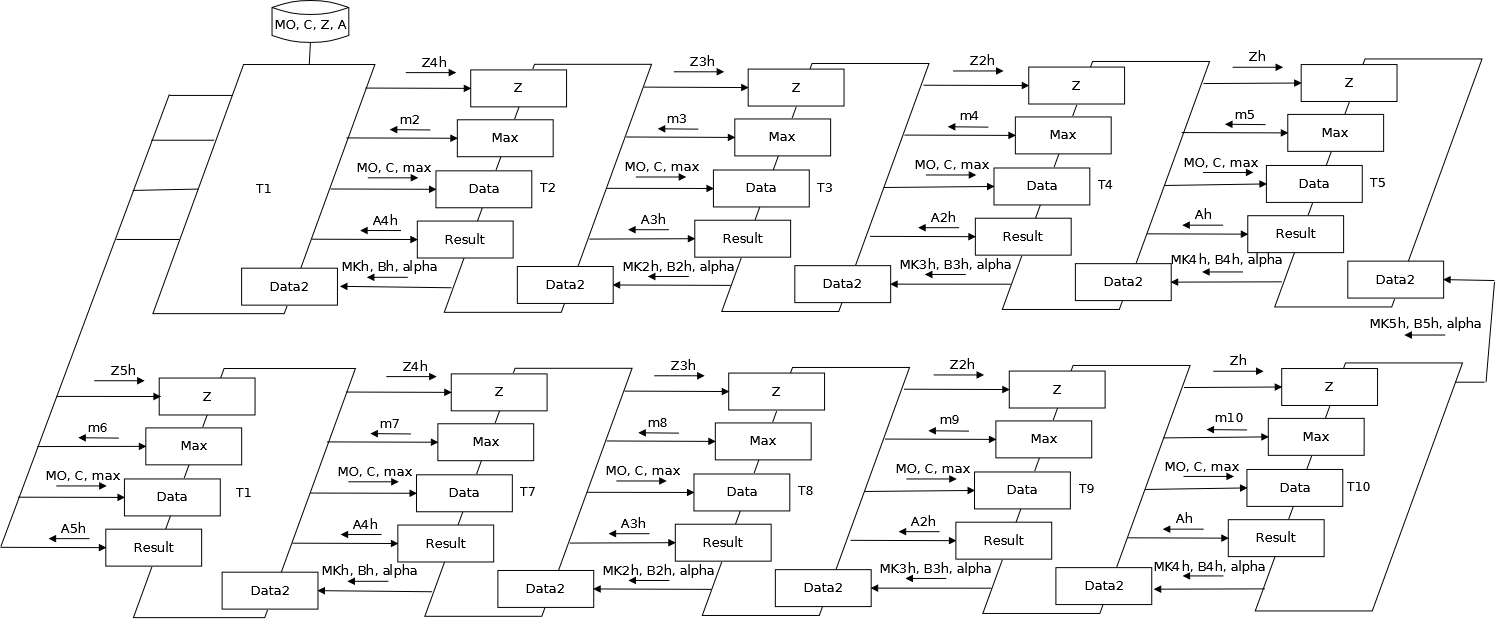 MO, C, Z, A
Z4h
Z3h
Z2h
Zh
Z
Z
Z
Z
m2
m3
m4
m5
Max
Max
Max
Max
MO, C, max
MO, C, max
MO, C, max
MO, C, max
T1
Data
T2
Data
T3
Data
T4
Data
T5
A4h
A3h
A2h
Ah
Result
Result
Result
Result
MKh, Bh, alpha
MK2h, B2h, alpha
MK3h, B3h, alpha
MK4h, B4h, alpha
Data2
Data2
Data2
Data2
Data2
MK5h, B5h, alpha
Z5h
Z4h
Z3h
Z2h
Zh
Z
Z
Z
Z
Z
m6
m7
m8
m9
m10
Max
Max
Max
Max
Max
MO, C, max
MO, C, max
MO, C, max
MO, C, max
MO, C, max
Data
T1
Data
T7
Data
T8
Data
T9
Data
T10
A5h
A4h
A3h
A2h
Ah
Result
Result
Result
Result
Result
MKh, Bh, alpha
MK2h, B2h, alpha
MK3h, B3h, alpha
MK4h, B4h, alpha
Data2
Data2
Data2
Data2